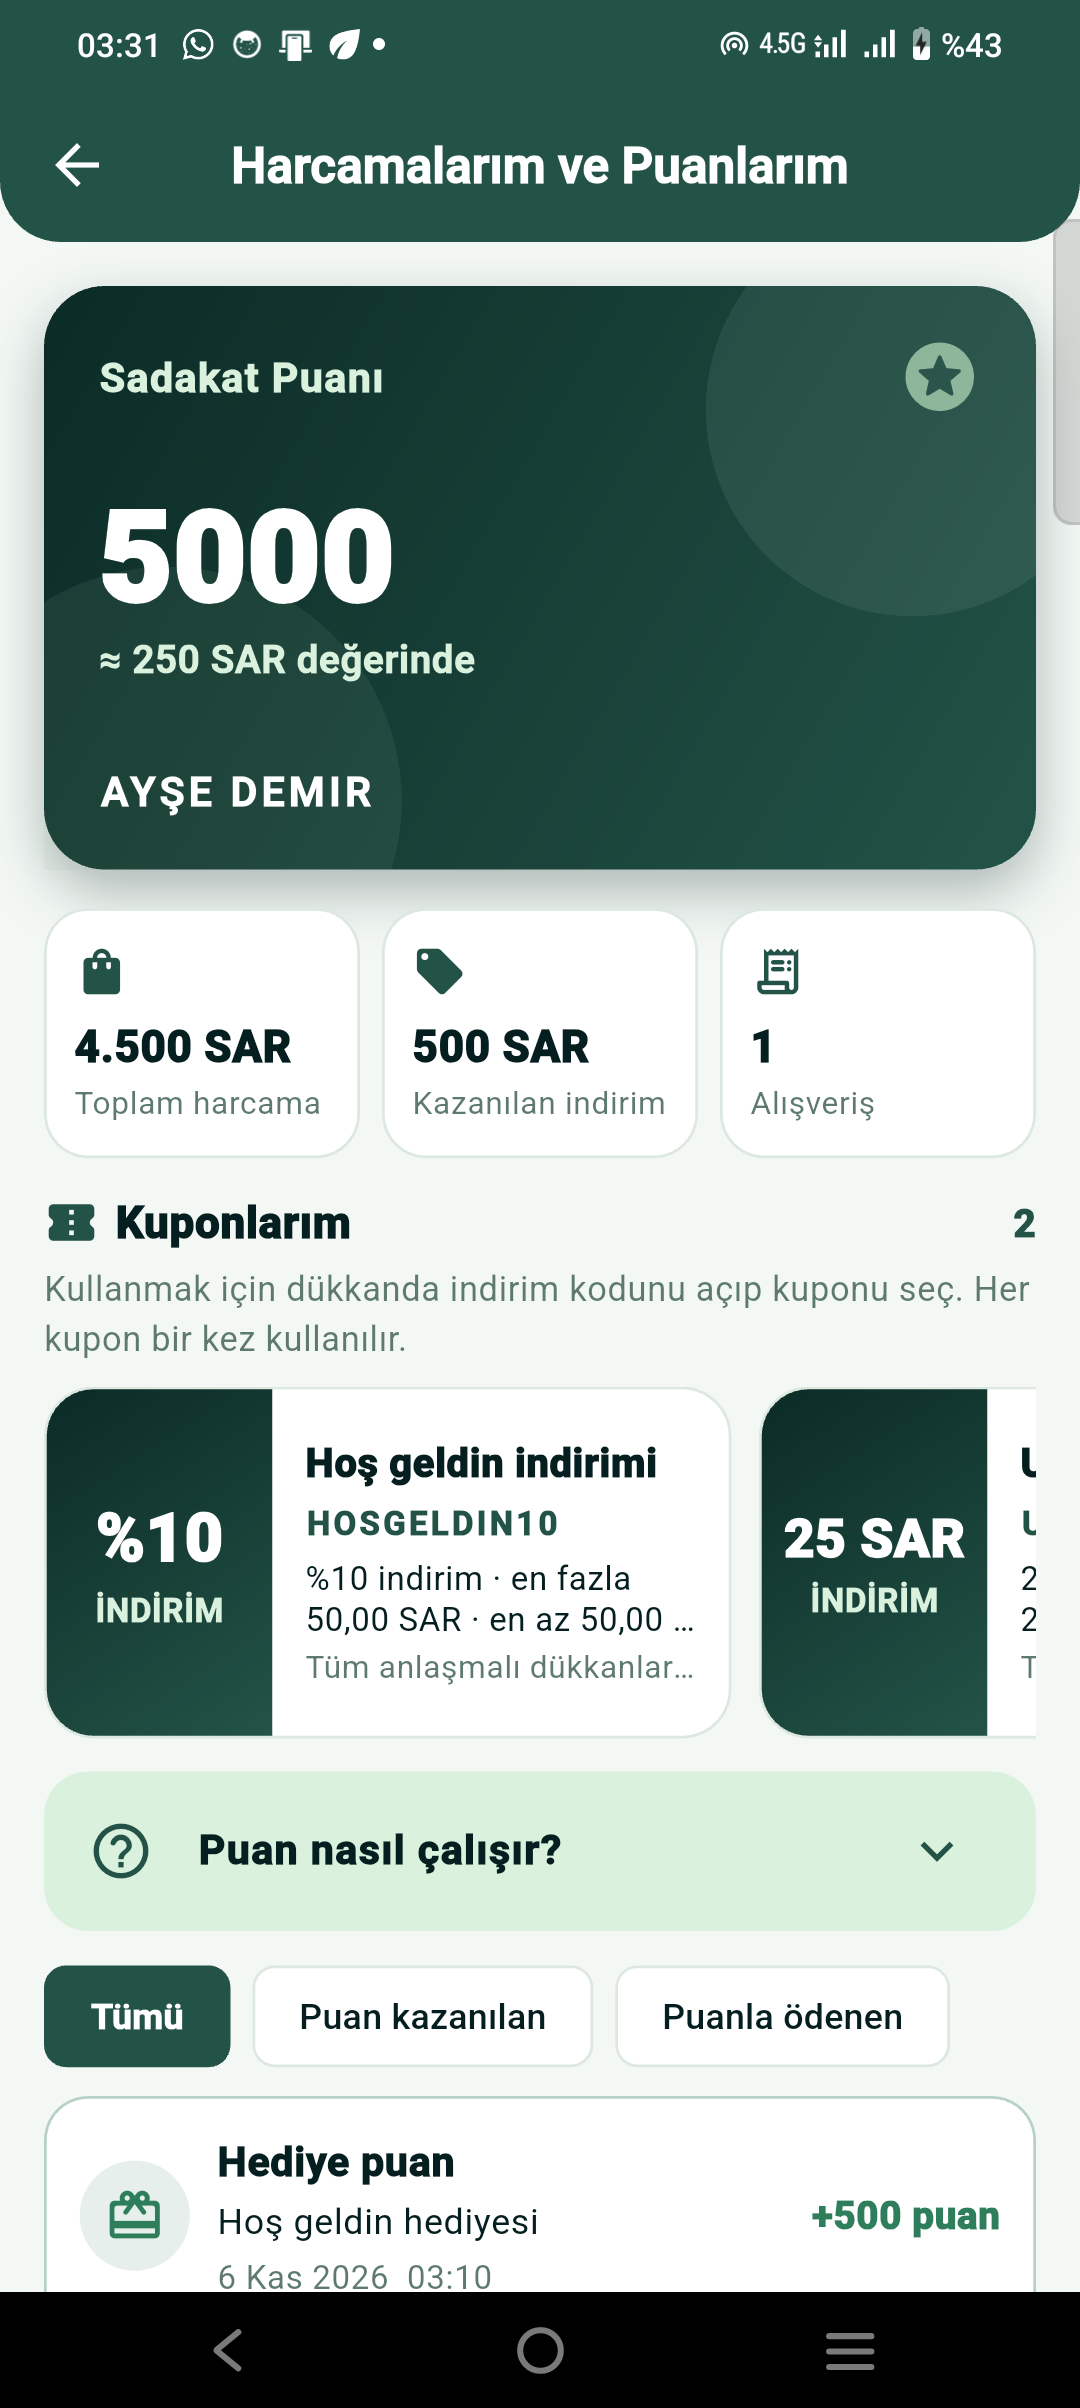 03:31 4.5G %43
Harcamalarım ve Puanlarım
Sadakat Puanı
5000
≈ 250 SAR değerinde
AYŞE DEMIR
4.500 SAR
Toplam harcama
500 SAR
Kazanılan indirim
1
Alışveriş
Kuponlarım 2
Kullanmak için dükkanda indirim kodunu açıp kuponu seç. Her
kupon bir kez kullanılır.
%10
İNDİRİM
Hoş geldin indirimi
HOSGELDIN10
%10 indirim · en fazla
50,00 SAR · en az 50,00 ...
Tüm anlaşmalı dükkanlar...
25 SAR
İNDİRİM
Puan nasıl çalışır?
Tümü
Puan kazanılan
Puanla ödenen
Hediye puan
Hoş geldin hediyesi
+500 puan
6 Kas 2026 03:10